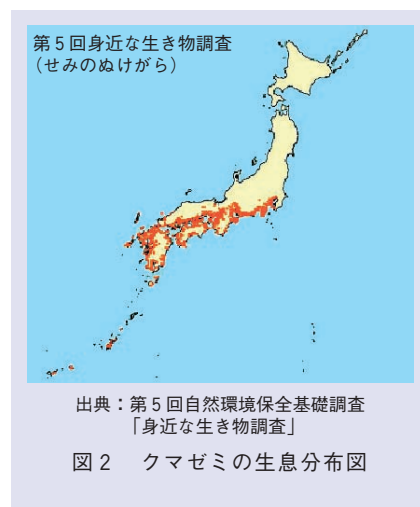 第5回身近な生き物調査
（せみのぬけがら）
出典：第5回自然環境保全基礎調査
「身近な生き物調査」
図2　クマゼミの生息分布図